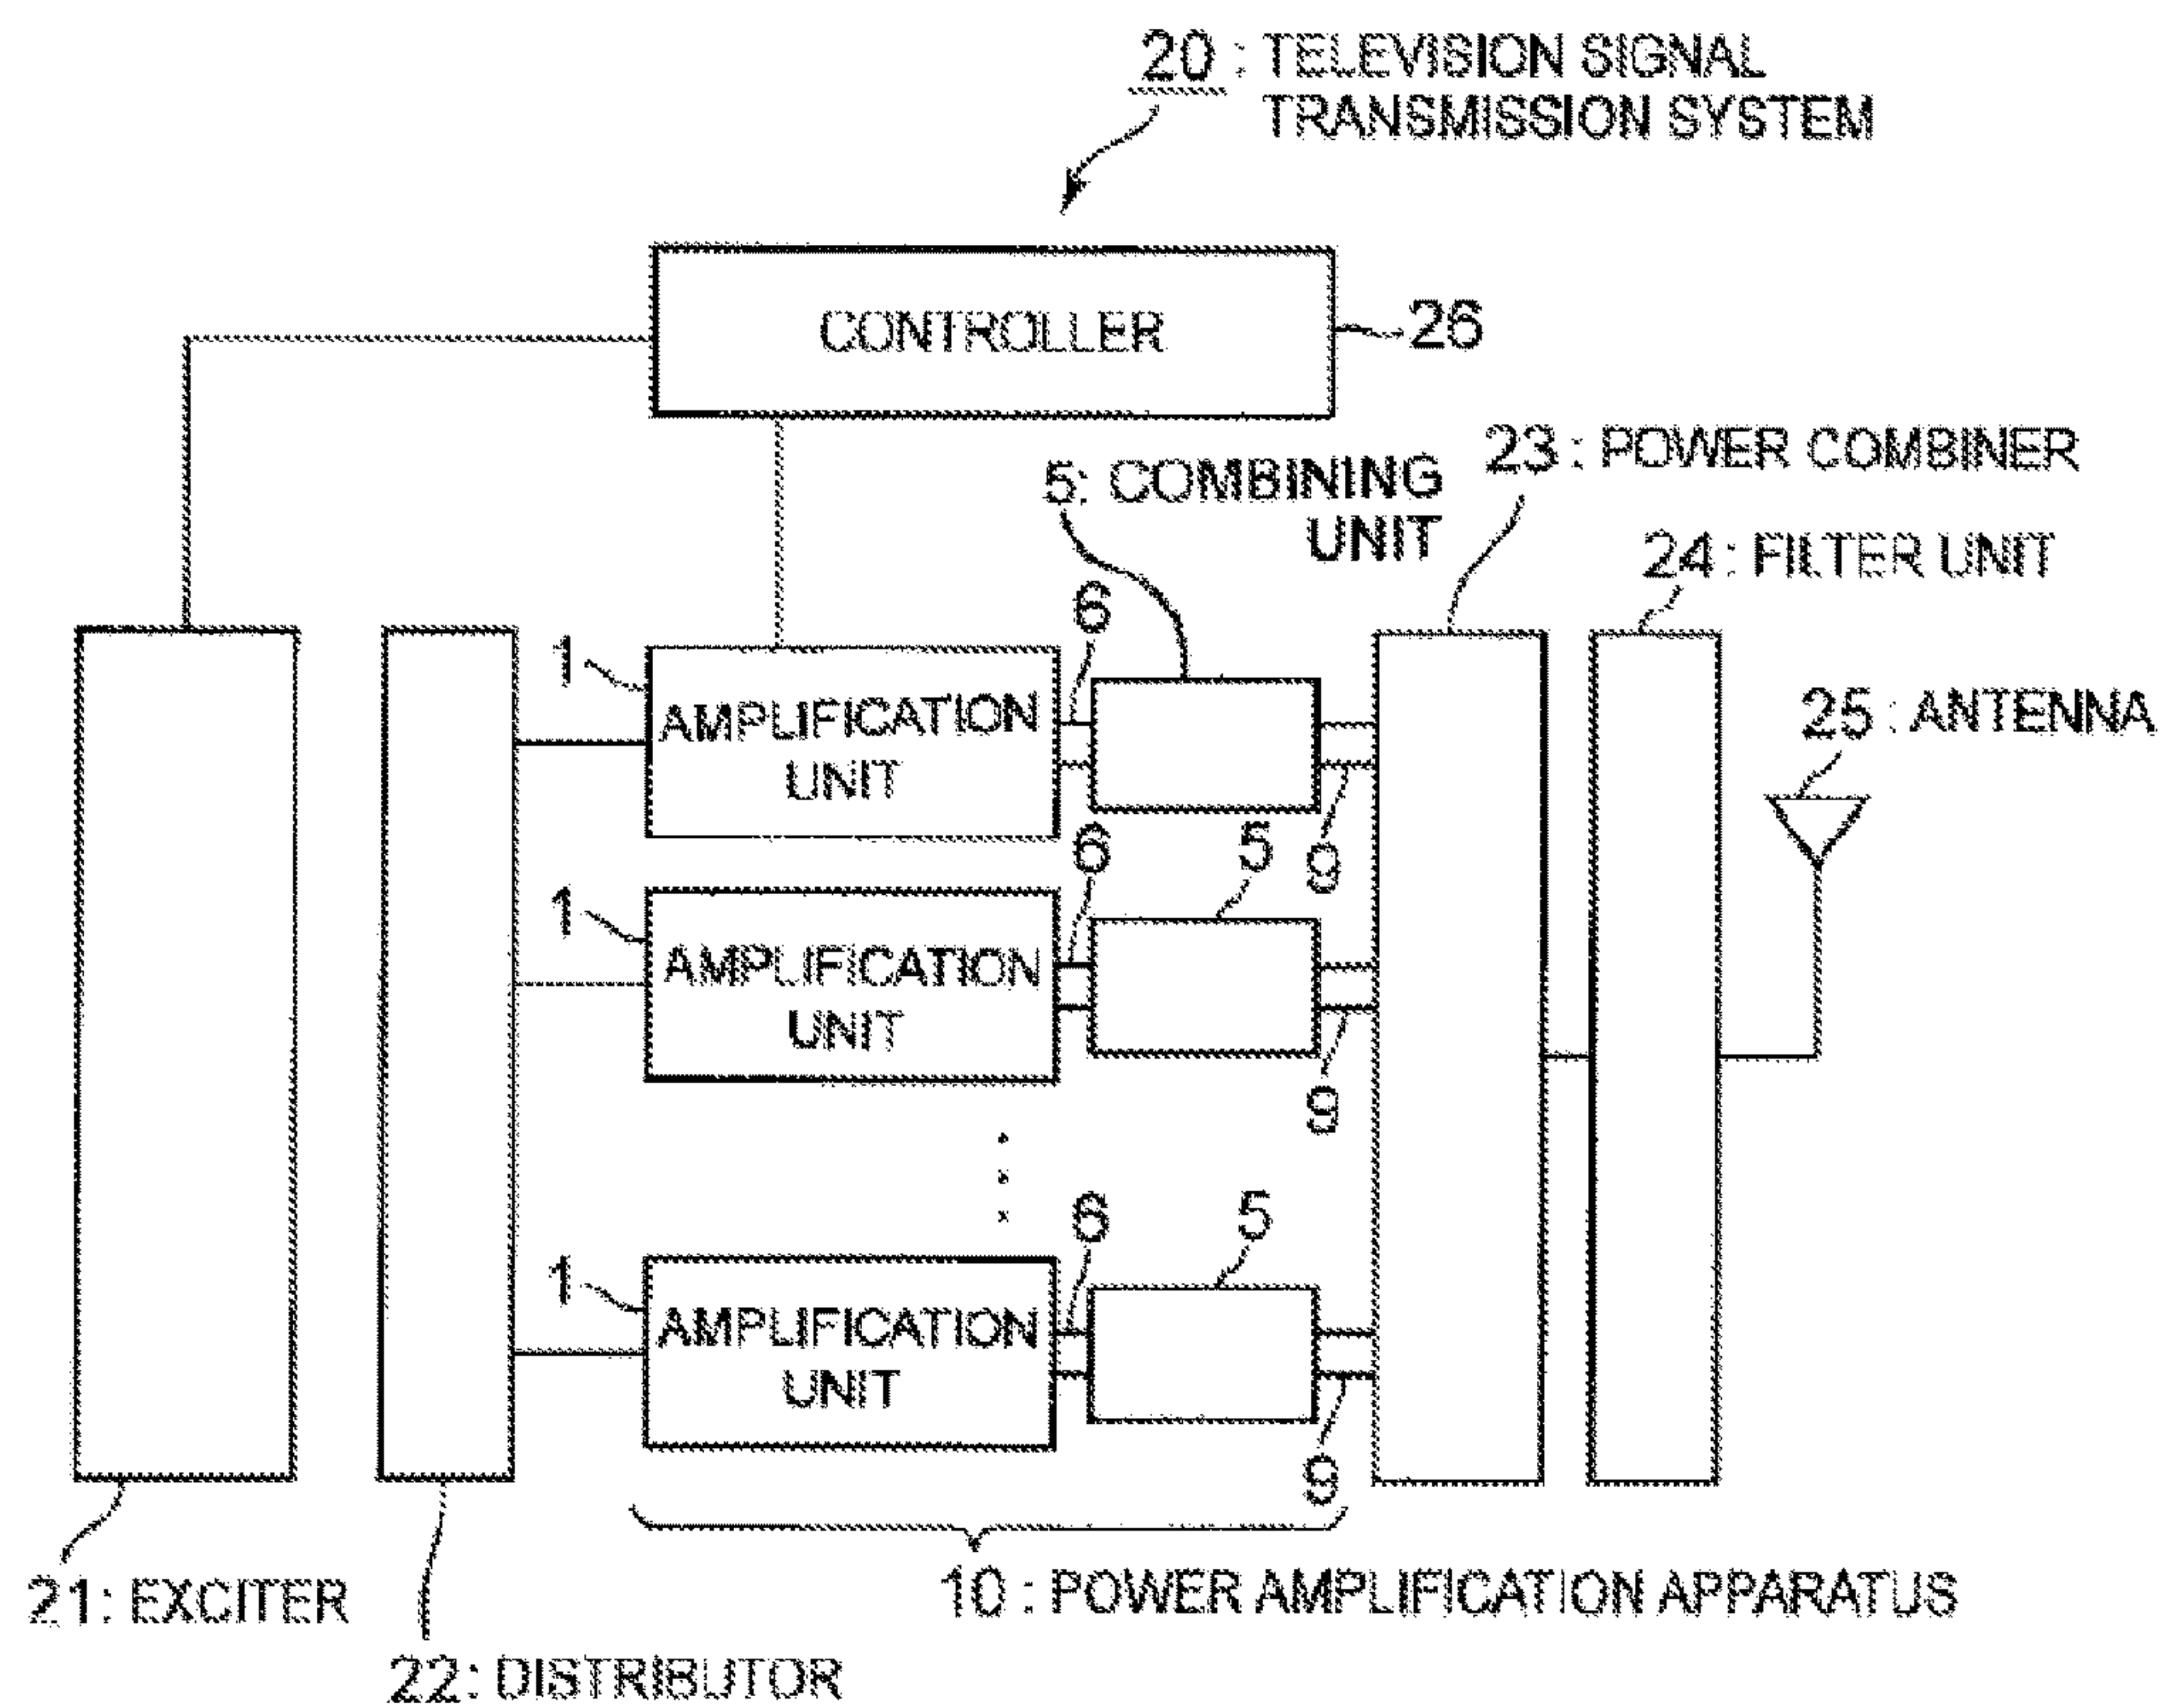 20 : TELEVISION SIGNAL
TRANSMISSION SYSTEM
CONTROLLER
26
23 : POWER COMBINER
5: COMBINING
UNIT
24 : FILTER UNIT
6
1
AMPLIFICATION
UNIT
25 : ANTENNA
9
6
5
1
AMPLIFICATION
UNIT
9
6
5
1
AMPLIFICATION
UNIT
9
10 : POWER AMPLIFICATION APPARATUS
21: EXCITER
22: DISTRIBUTOR